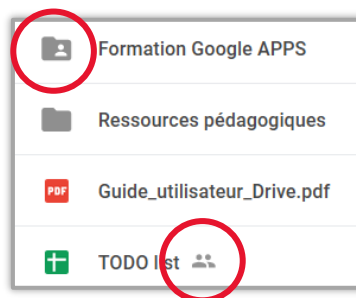 Formation Google APPS
Ressources pédagogiques
PDF Guide_utilisateur_Drive.pdf
TODO list